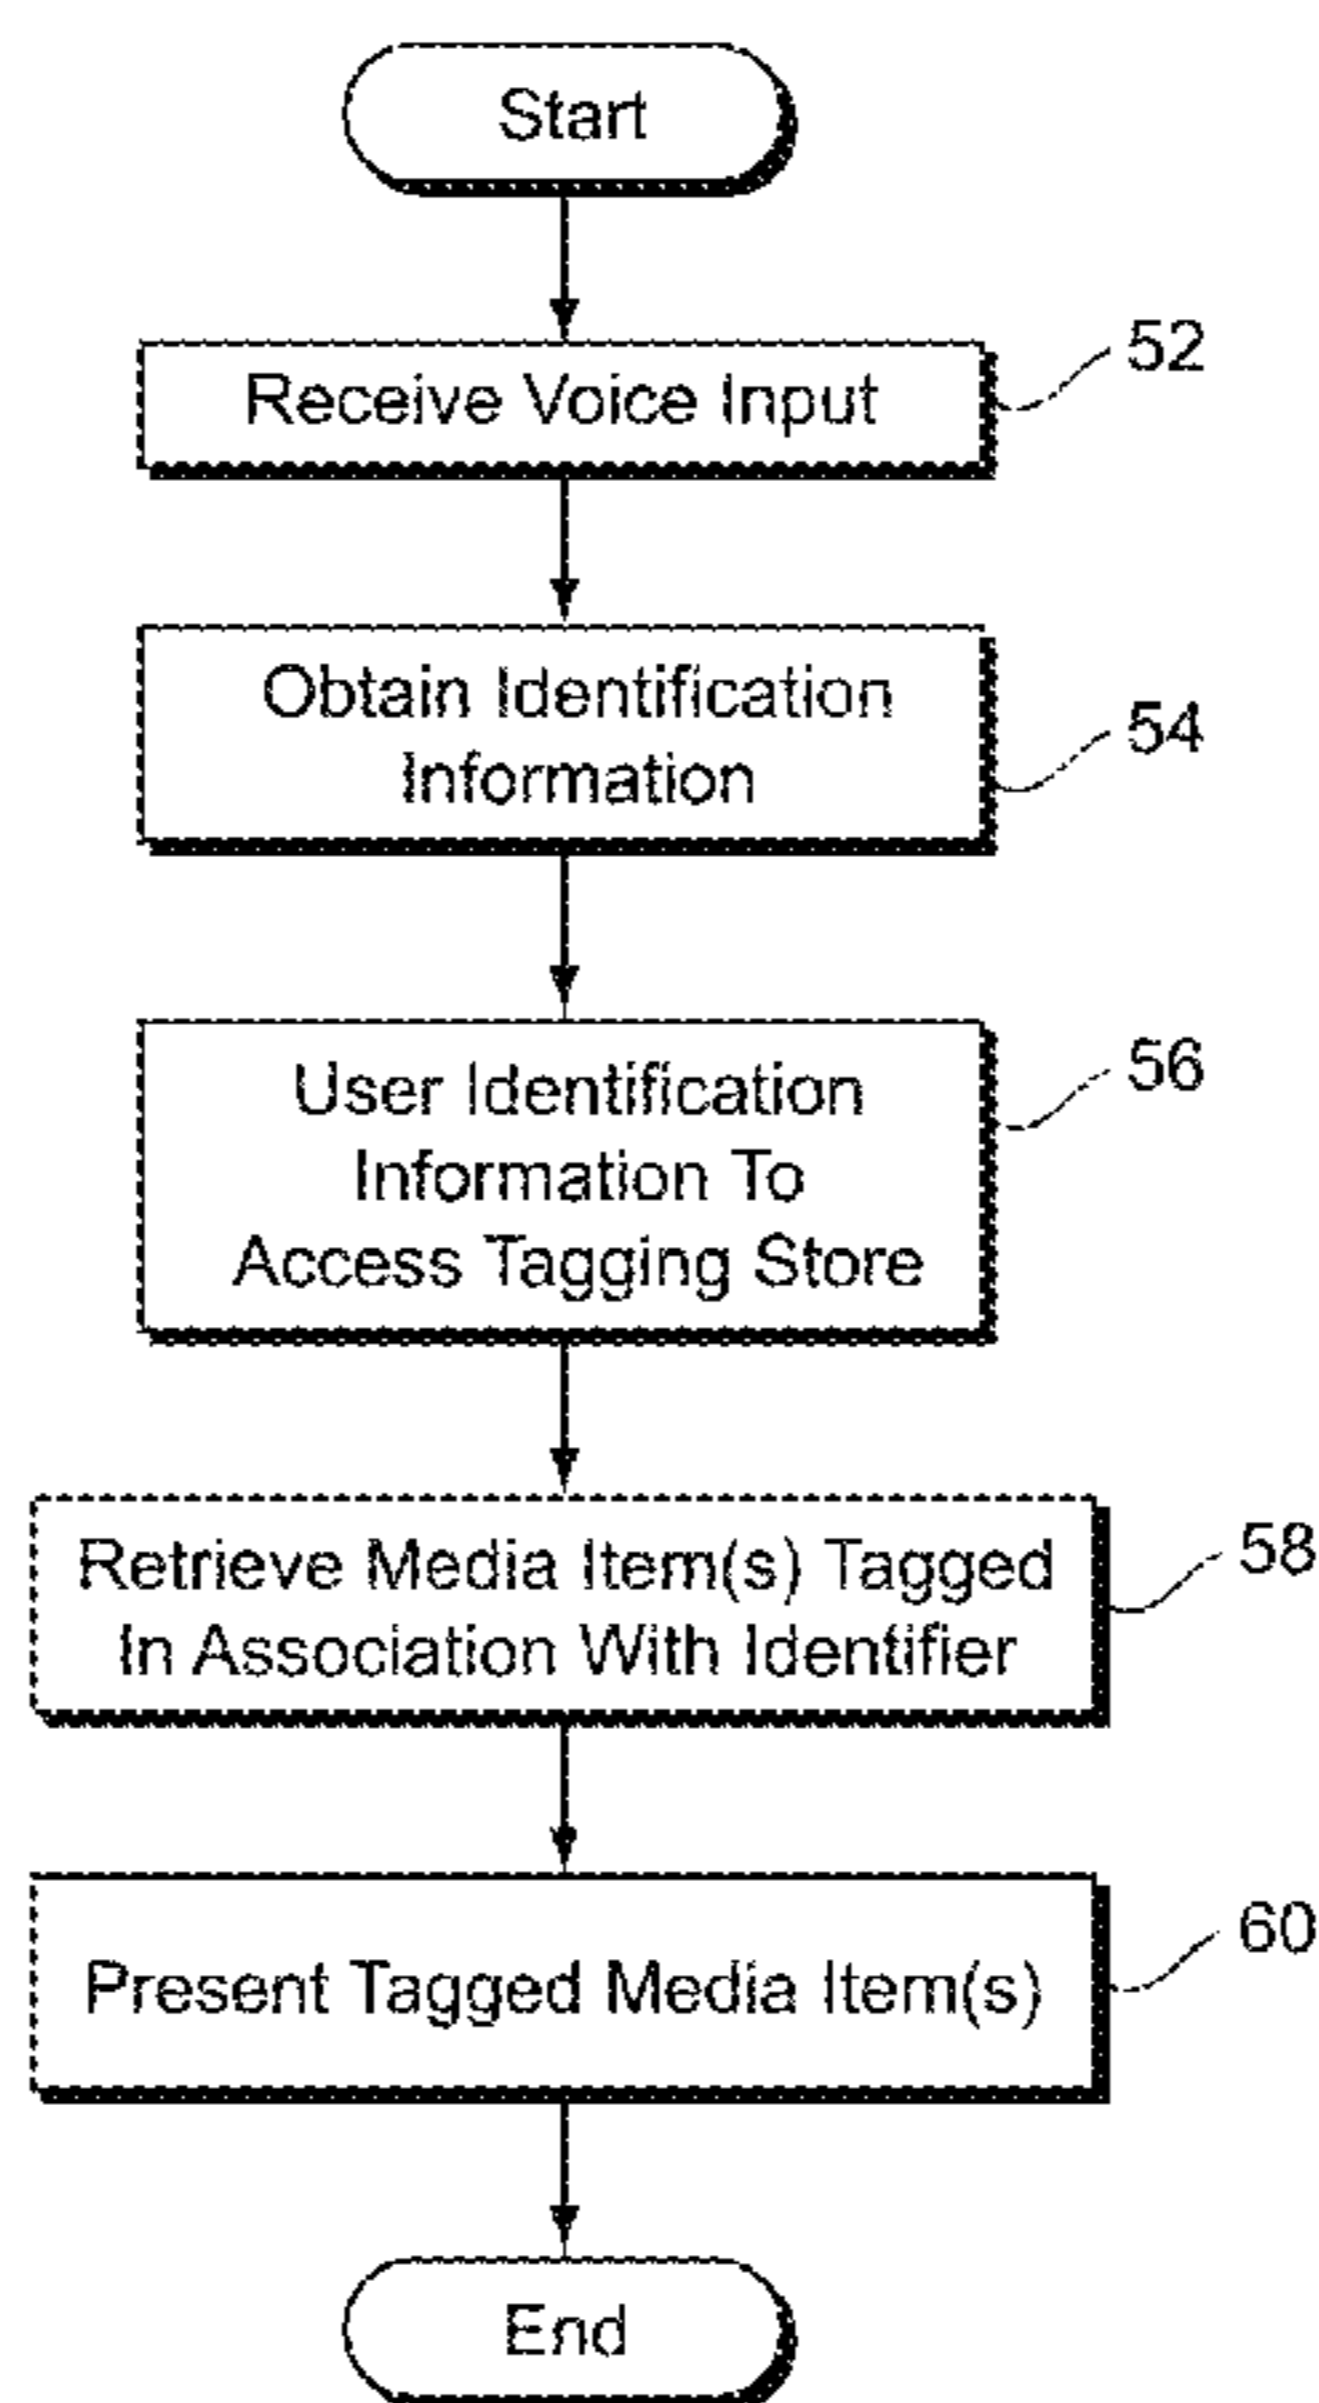 Start
Receive Voice Input
52
Obtain Identification
Information
54
User Identification
Information To
Access Tagging Store
56
Retrieve Media Item(s) Tagged
In Association With Identifier
58
Present Tagged Media Item(s)
60
End